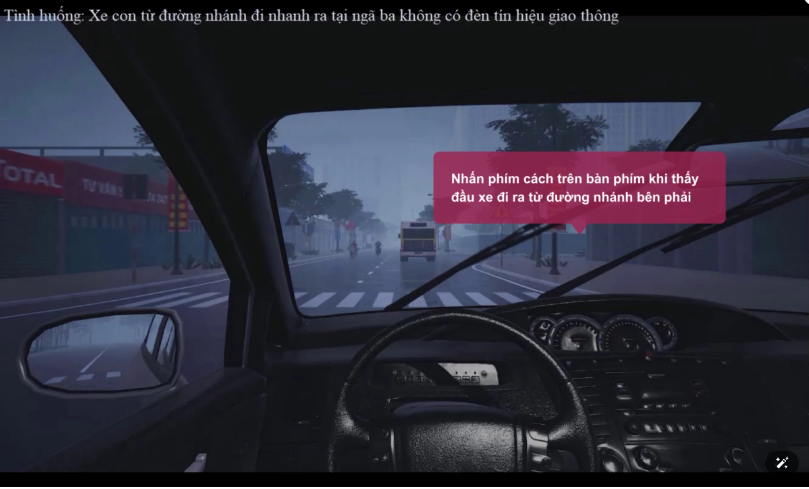 Tình huống: Xe con từ đường nhánh đi nhanh ra tại ngã ba không có đèn tín hiệu giao thông
Nhấn phím cách trên bàn phím khi thấy
đầu xe đi ra từ đường nhánh bên phải
TOTAL
TƯ VẤN